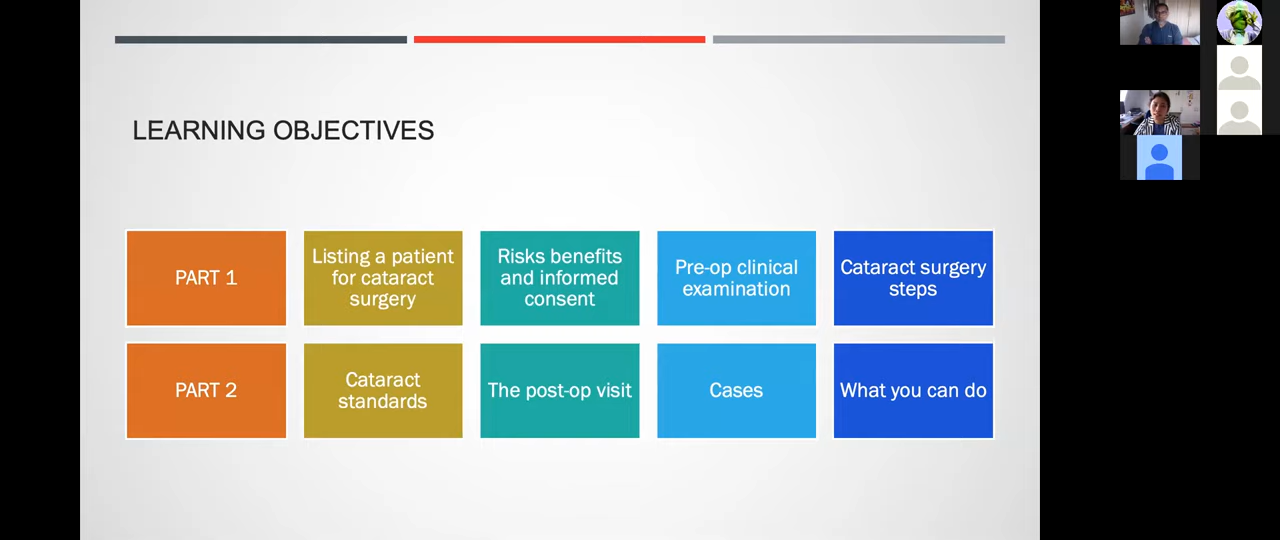 LEARNING OBJECTIVES
PART 1
Listing a patient
for cataract
surgery
Risks benefits
and informed
consent
Pre-op clinical
examination
Cataract surgery
steps
PART 2
Cataract
standards
The post-op visit
Cases
What you can do